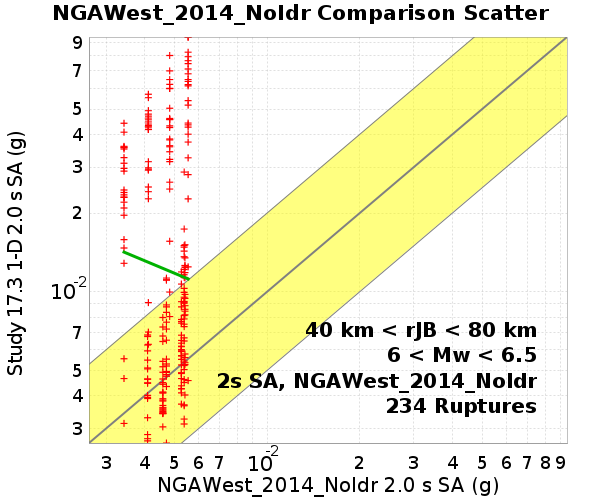 NGAWest_2014_NoIdr Comparison Scatter
Study 17.3 1-D 2.0 s SA (g)
9
7
5
4
3
2
10-2
7
5
4
3
40 km < rJB < 80 km
6 < Mw < 6.5
2s SA, NGAWest_2014_NoIdr
234 Ruptures
3 4 5 6 7 10-2 2 3 4 5 6 7 8 9
NGAWest_2014_NoIdr 2.0 s SA (g)